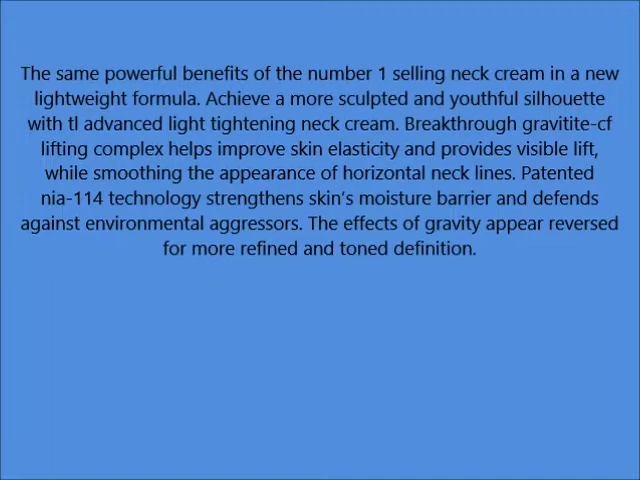 The same powerful benefits of the number 1 selling neck cream in a new
lightweight formula. Achieve a more sculpted and youthful silhouette
with tl advanced light tightening neck cream. Breakthrough gravitite-cf
lifting complex helps improve skin elasticity and provides visible lift,
while smoothing the appearance of horizontal neck lines. Patented
nia-114 technology strengthens skin's moisture barrier and defends
against environmental aggressors. The effects of gravity appear reversed
for more refined and toned definition.